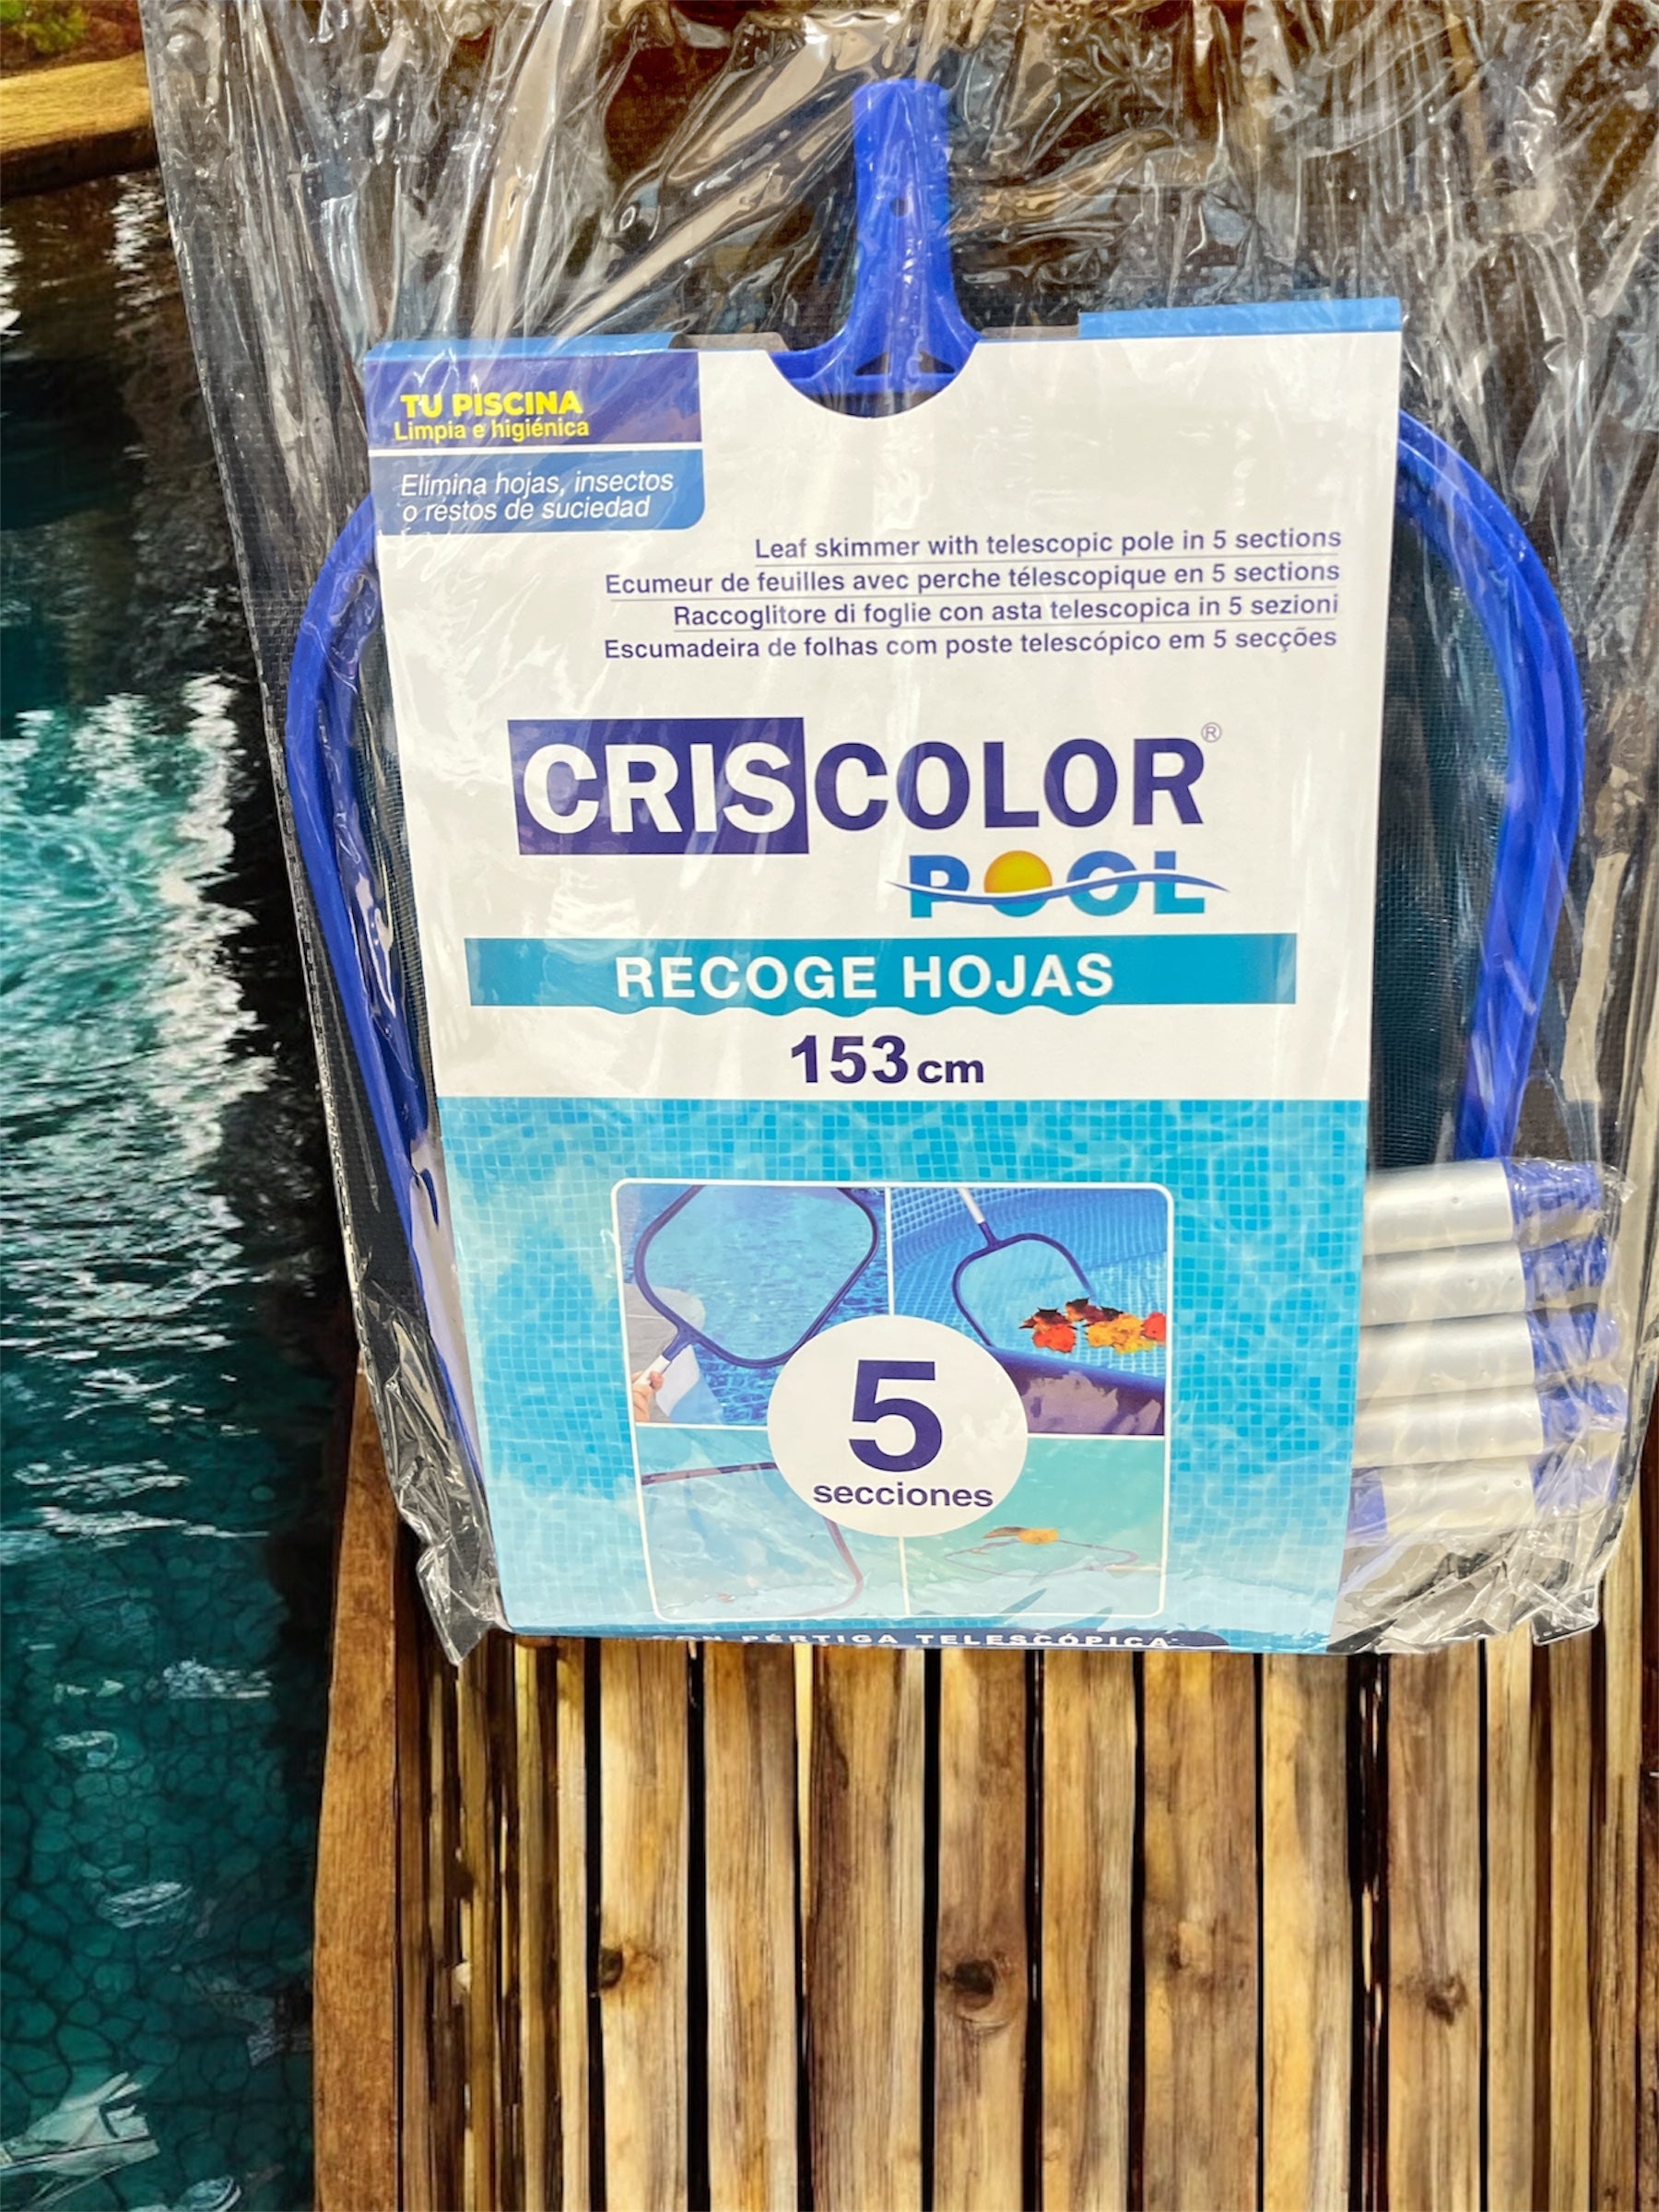 TU PISCINA
Limpia e higiénica
Elimina hojas, insectos
o restos de suciedad
Leaf skimmer with telescopic pole in 5 sections
Ecumeur de feuilles avec perche télescopique en 5 sections
Raccoglitore di foglie con asta telescopica in 5 sezioni
Escumadeira de folhas com poste telescópico em 5 secções
CRISCOLOR®
POOL
RECOGE HOJAS
153 cm
5
secciones
PÉRTIGA TELESCÓPICA